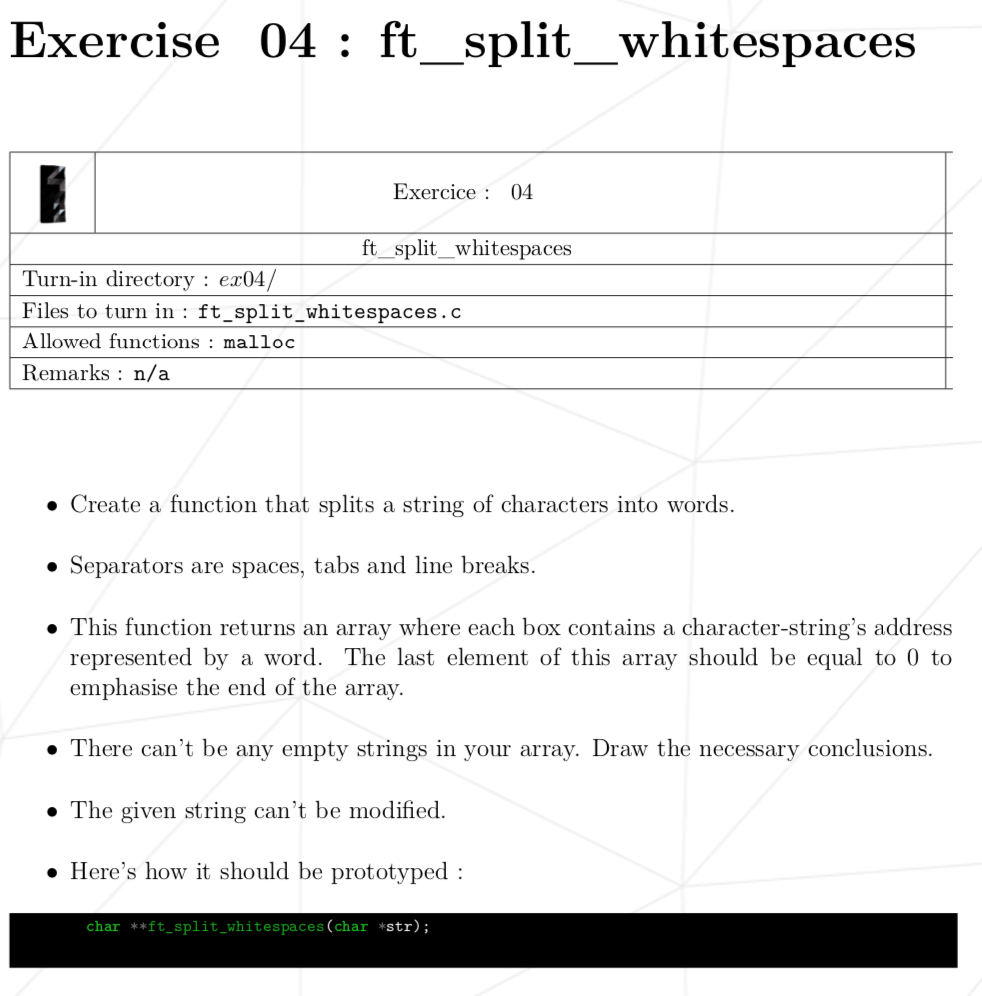 Exercise 04 : ft_split_whitespaces
Exercice : 04
ft_split_whitespaces
Turn-in directory : ex04/
Files to turn in : ft_split_whitespaces.c
Allowed functions : malloc
Remarks : n/a
• Create a function that splits a string of characters into words.
• Separators are spaces, tabs and line breaks.
• This function returns an array where each box contains a character-string's address
represented by a word. The last element of this array should be equal to 0 to
emphasise the end of the array.
• There can't be any empty strings in your array. Draw the necessary conclusions.
• The given string can't be modified.
• Here's how it should be prototyped :
char **ft_split_whitespaces(char *str);